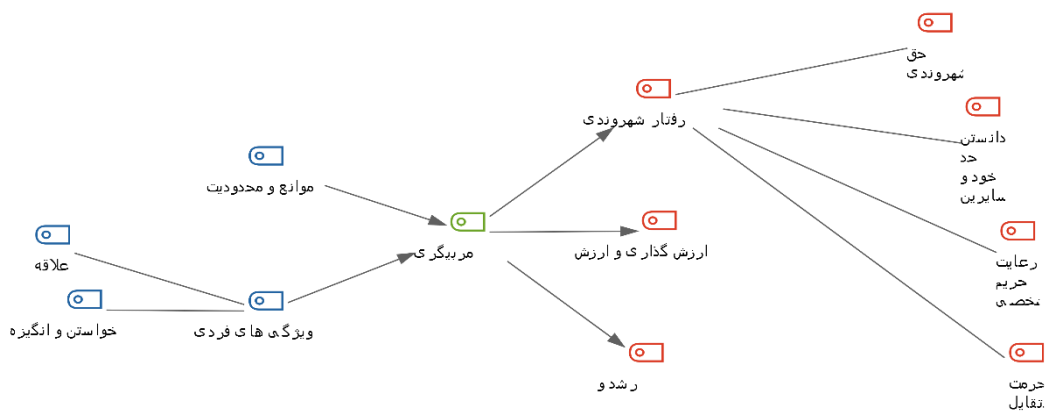 حق
شهروندی
رفتار شهروندی
دانستن
حد
خود و
سایرین
موانع و محدودیت
مربیگری
ارزش گذاری و ارزش
علاقه
رعایت
حریم
شخصی
خواستن و انگیزه
ویژگی های فردی
رشد و
حرمت
متقابل